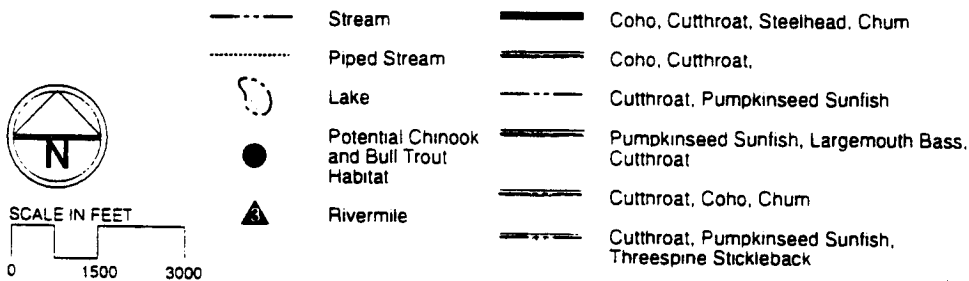 Stream
Piped Stream
Lake
Potential Chinook
and Bull Trout
Habitat
3
Rivermile
Coho, Cutthroat, Steelhead, Chum
Coho, Cutthroat,
Cutthroat, Pumpkinseed Sunfish
Pumpkinseed Sunfish, Largemouth Bass,
Cutthroat
Cutthroat, Coho, Chum
Cutthroat, Pumpkinseed Sunfish,
Threespine Stickleback
N
SCALE IN FEET
0 1500 3000